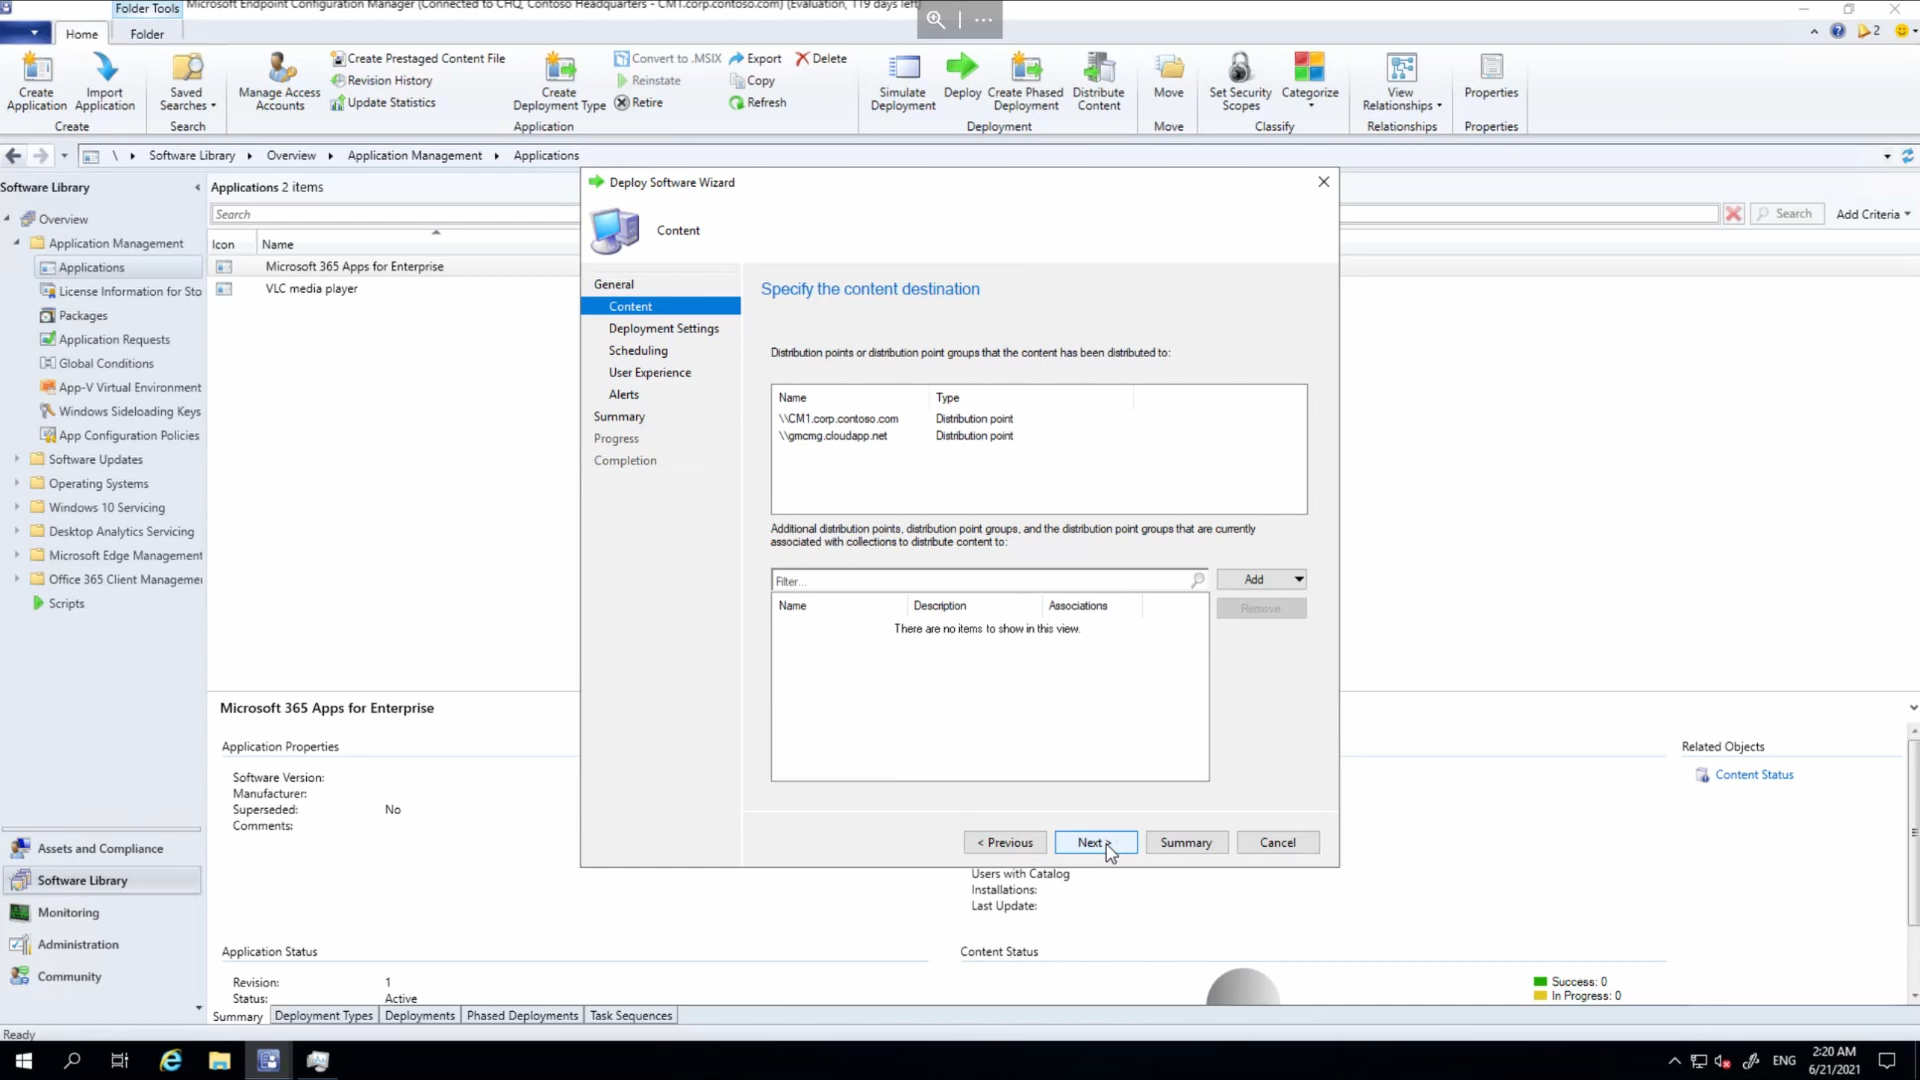 Folder Tools
Microsoft Endpoint Configuration Manager (Connected to CHQ, Contoso Headquarters - CM1.corp.contoso.com) (Evaluation, 119 days left)
Home
Folder
2
Create Application
Import Application
Saved Searches
Manage Access Accounts
Create Prestaged Content File
Revision History
Update Statistics
Create Deployment Type
Convert to .MSIX
Reinstate
Retire
Export
Copy
Refresh
Delete
Simulate Deployment
Deploy
Create Phased Deployment
Distribute Content
Move
Set Security Scopes
Categorize
View Relationships
Properties
Create
Search
Application
Deployment
Move
Classify
Relationships
Properties
\ Software Library Overview Application Management Applications
Software Library
Overview
Application Management
Applications
License Information for Sto
Packages
Application Requests
Global Conditions
App-V Virtual Environment
Windows Sideloading Keys
App Configuration Policies
Software Updates
Operating Systems
Windows 10 Servicing
Desktop Analytics Servicing
Microsoft Edge Management
Office 365 Client Manageme
Scripts
Assets and Compliance
Software Library
Monitoring
Administration
Community
Applications 2 items
Search
Search
Add Criteria
Icon Name
Microsoft 365 Apps for Enterprise
VLC media player
Deploy Software Wizard
Content
General
Content
Deployment Settings
Scheduling
User Experience
Alerts
Summary
Progress
Completion
Specify the content destination
Distribution points or distribution point groups that the content has been distributed to:
Name Type
\\CM1.corp.contoso.com Distribution point
\\gmcmg.cloudapp.net Distribution point
Additional distribution points, distribution point groups, and the distribution point groups that are currently
associated with collections to distribute content to:
Filter...
Add
Remove
Name Description Associations
There are no items to show in this view.
< Previous
Next >
Summary
Cancel
Microsoft 365 Apps for Enterprise
Application Properties
Software Version:
Manufacturer:
Superseded: No
Comments:
Related Objects
Content Status
Users with Catalog
Installations:
Last Update:
Application Status
Revision: 1
Status: Active
Content Status
Success: 0
In Progress: 0
Summary
Deployment Types
Deployments
Phased Deployments
Task Sequences
Ready
ENG
2:20 AM
6/21/2021